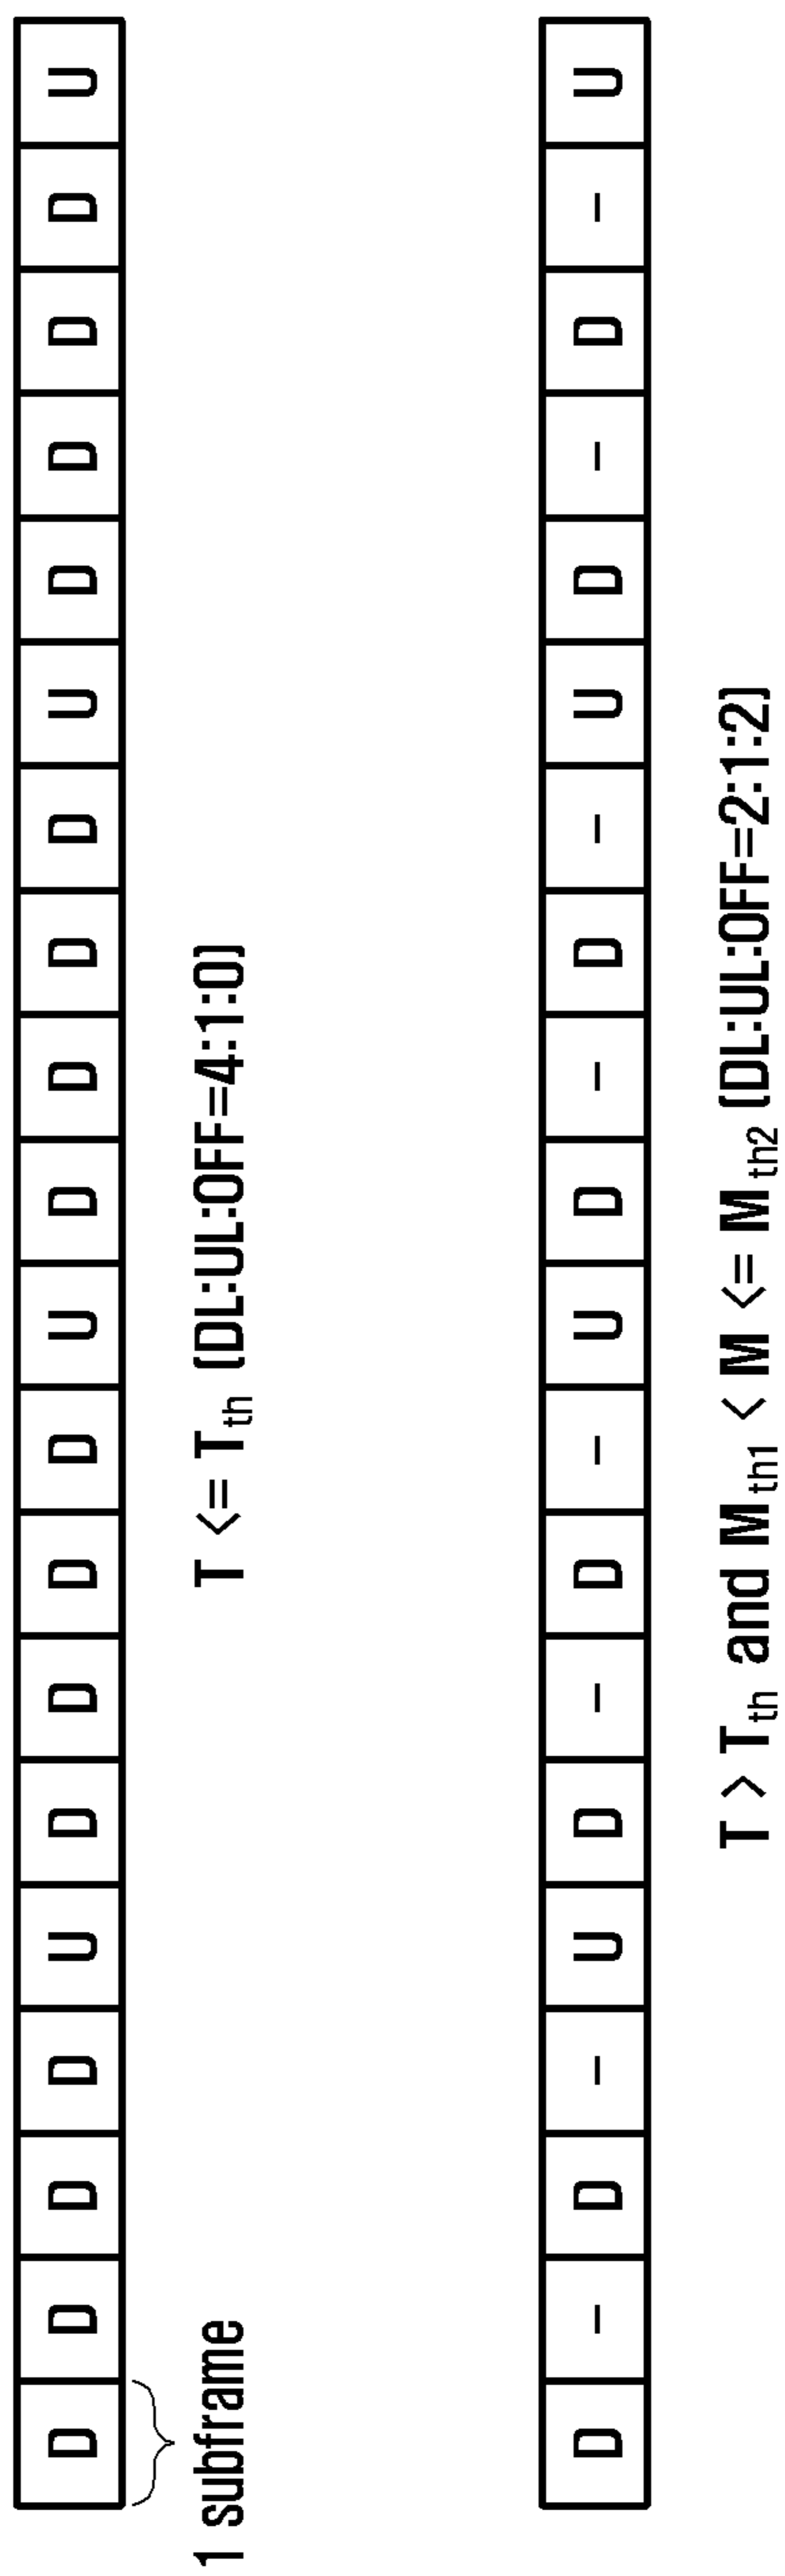 D D D D U D D D D U D D D D U D D D D U
1 subframe
T <= Tth (DL:UL:OFF=4:1:0)
D – D – U D – D – U D – D – U D – D – U
T > Tth and Mth1 < M <= Mth2 (DL:UL:OFF=2:1:2)